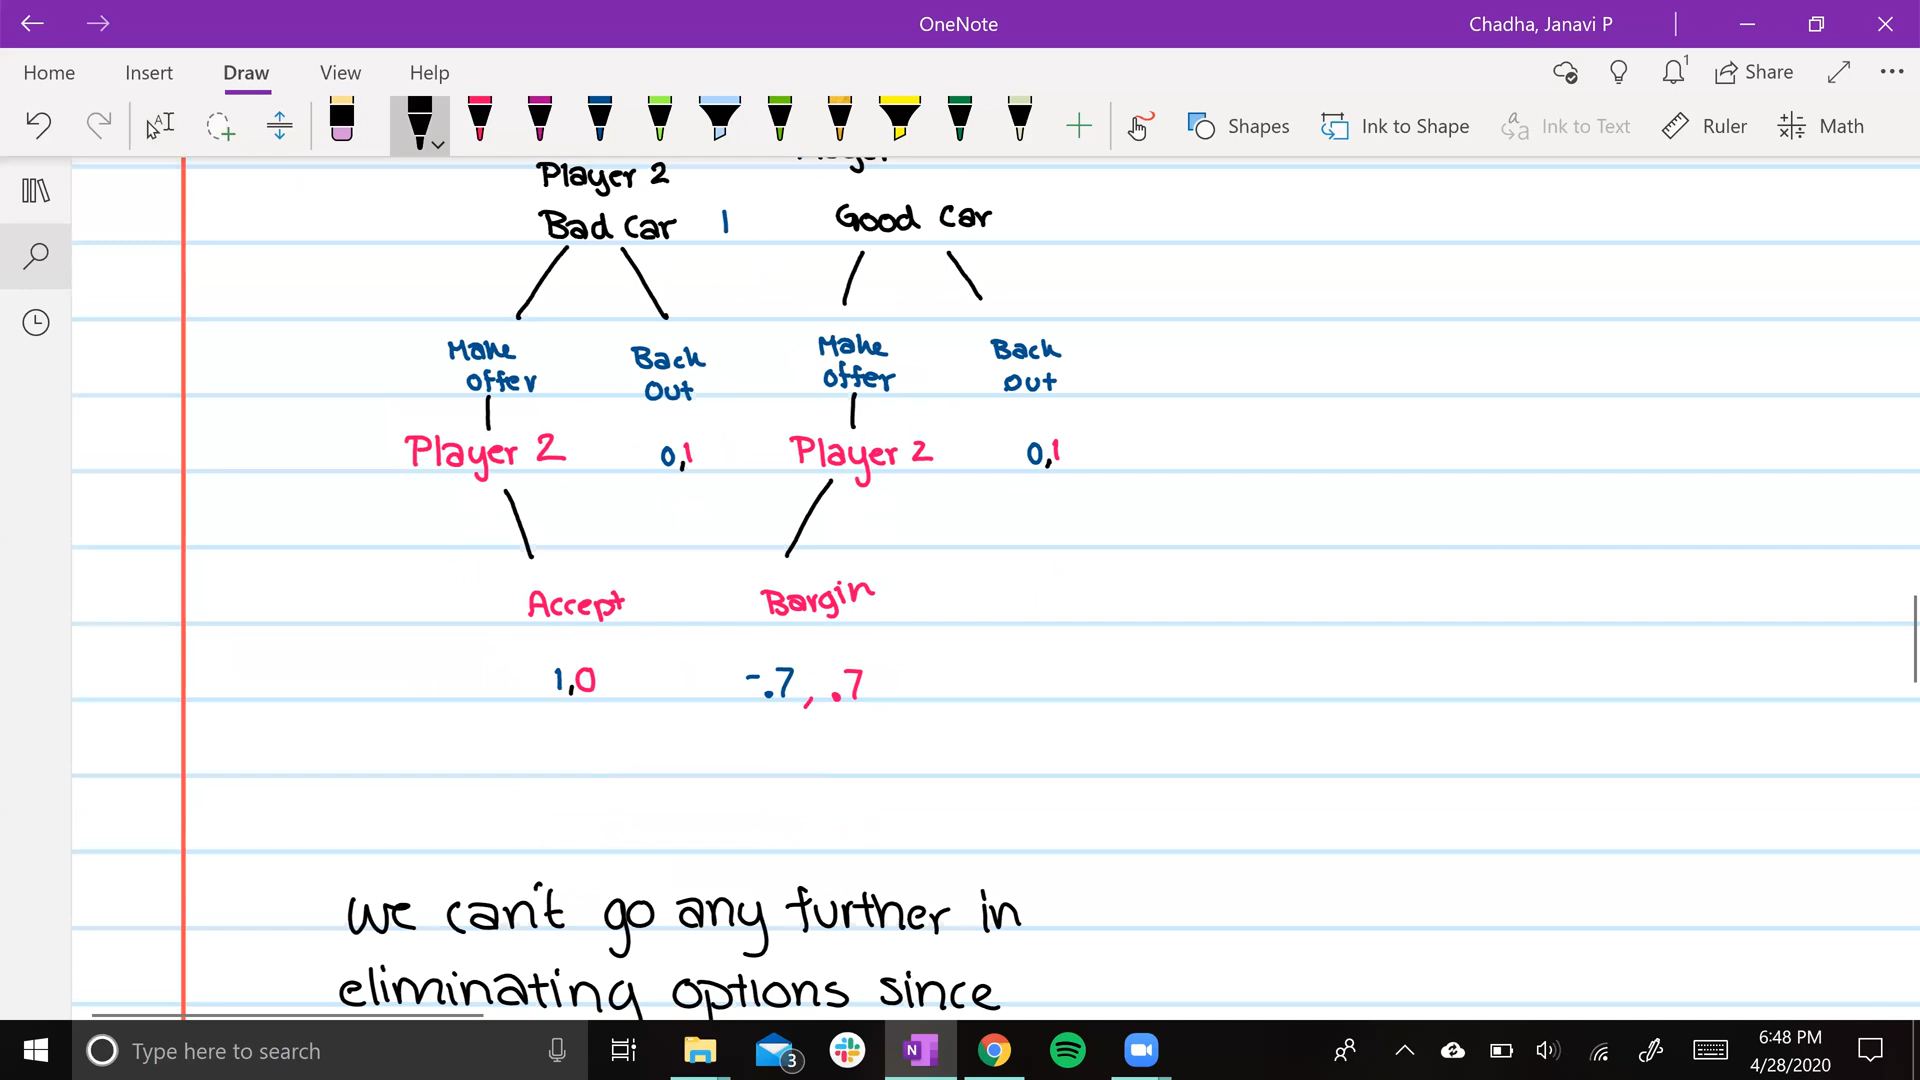 OneNote
Chadha, Janavi P
Home Insert Draw View Help
1
Share
Shapes
Ink to Shape
Ink to Text
Ruler
Math
Player 2
Bad Car 1
Good Car
Make
offer
Back
Out
Make
offer
Back
out
Player 2
0,1
Player 2
0,1
Accept
Bargin
1,0
-.7, .7
we can't go any further in
eliminating options since
Type here to search
3
N
6:48 PM
4/28/2020